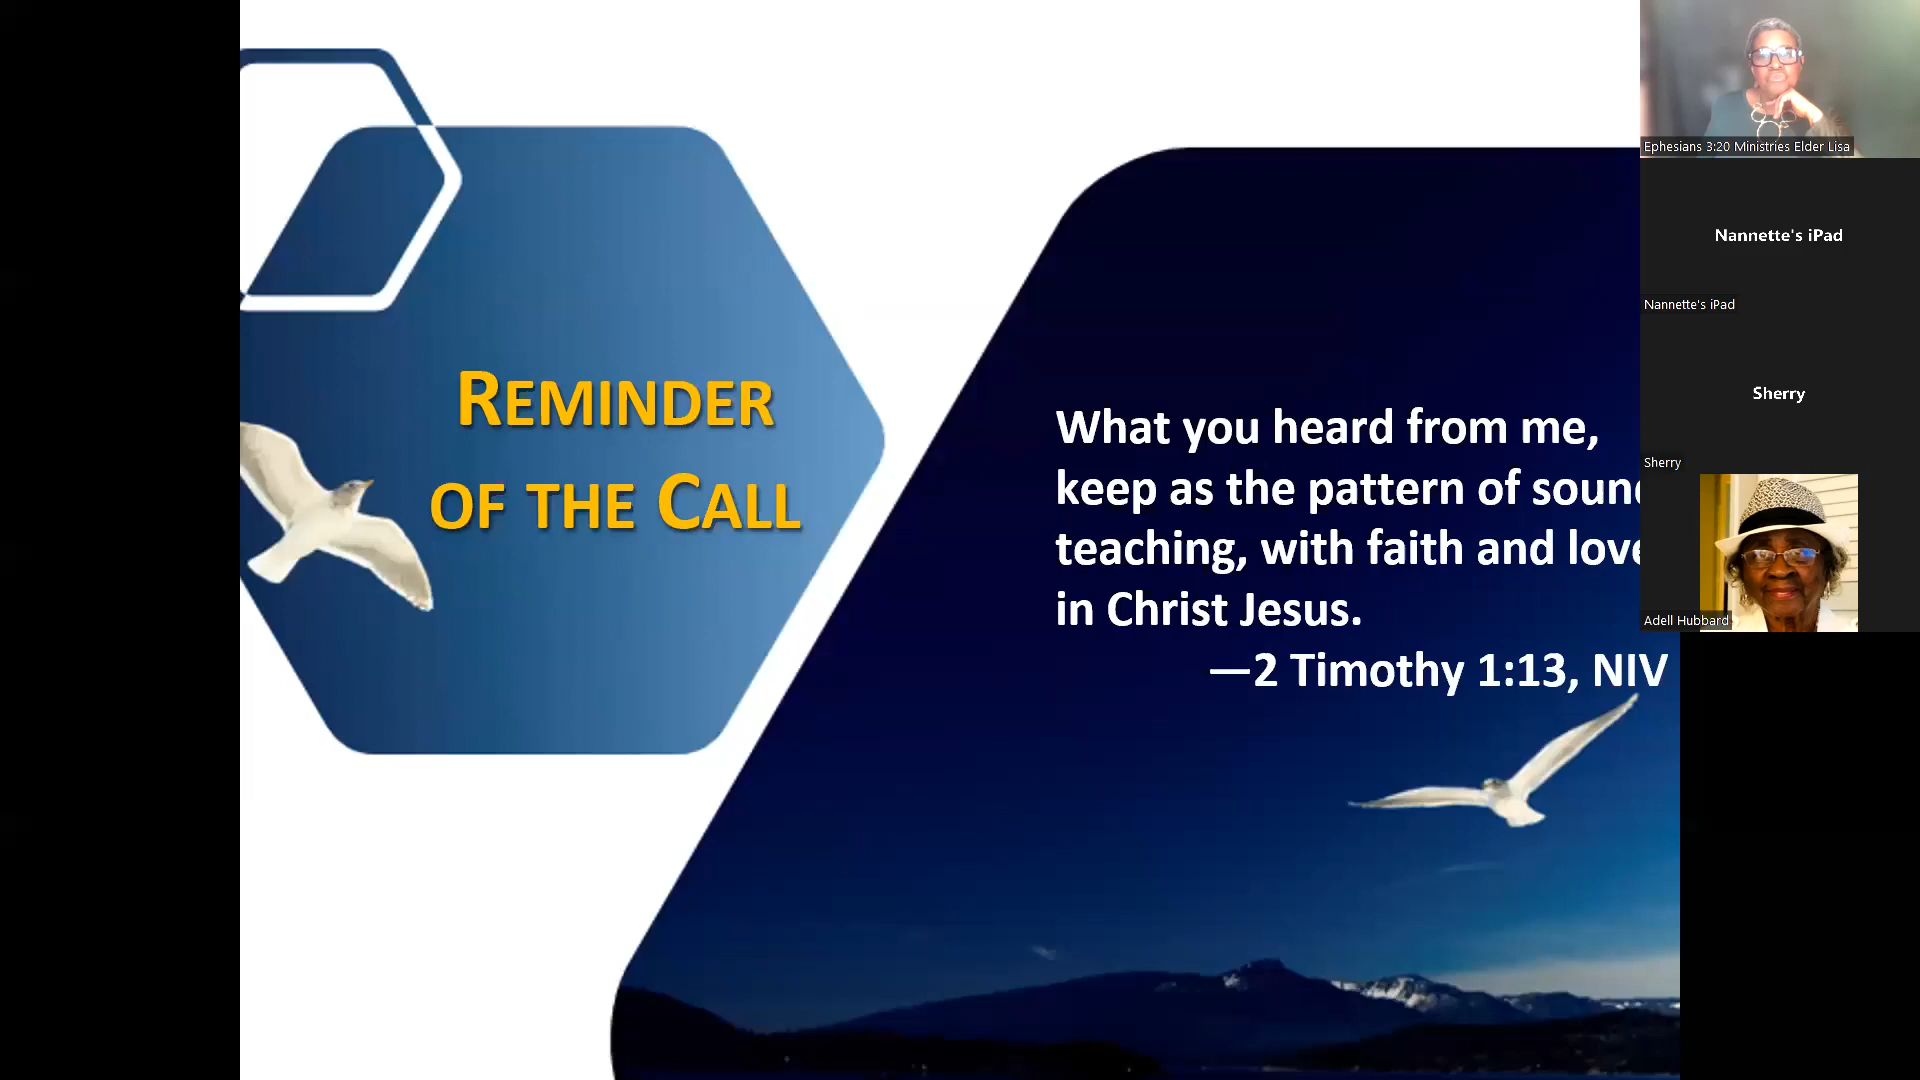 REMINDER
OF THE CALL
What you heard from me,
keep as the pattern of soun
teaching, with faith and love
in Christ Jesus.
—2 Timothy 1:13, NIV
Ephesians 3:20 Ministries Elder Lisa
Nannette's iPad
Nannette's iPad
Sherry
Sherry
Adell Hubbard